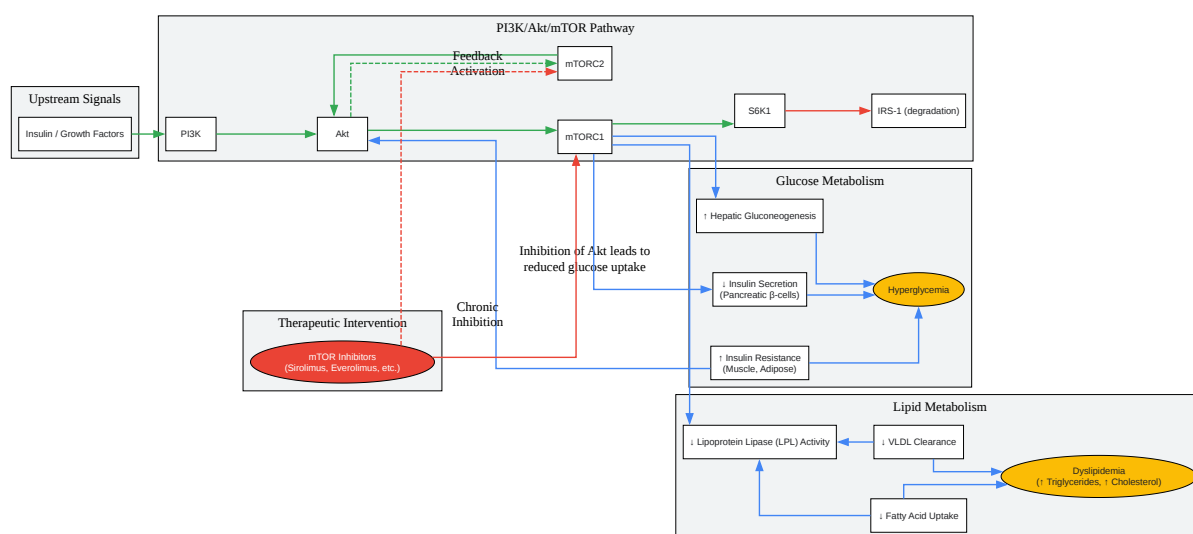 PI3K/Akt/mTOR Pathway
Feedback
Activation
mTORC2
Upstream Signals
Insulin / Growth Factors
PI3K
Akt
mTORC1
S6K1
IRS-1 (degradation)
Glucose Metabolism
↑ Hepatic Gluconeogenesis
Inhibition of Akt leads to
reduced glucose uptake
↓ Insulin Secretion
(Pancreatic β-cells)
Hyperglycemia
Chronic
Inhibition
Therapeutic Intervention
mTOR Inhibitors
(Sirolimus, Everolimus, etc.)
↑ Insulin Resistance
(Muscle, Adipose)
Lipid Metabolism
↓ Lipoprotein Lipase (LPL) Activity
↓ VLDL Clearance
Dyslipidemia
(↑ Triglycerides, ↑ Cholesterol)
↓ Fatty Acid Uptake